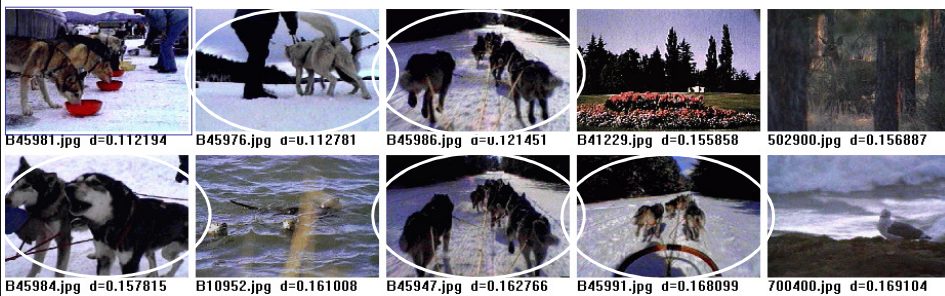 B45981.jpg d=0.112194
B45976.jpg d=0.112781
B45986.jpg d=0.121451
B41229.jpg d=0.155858
502900.jpg d=0.156887
B45984.jpg d=0.157815
B10952.jpg d=0.161008
B45947.jpg d=0.162766
B45991.jpg d=0.168099
700400.jpg d=0.169104